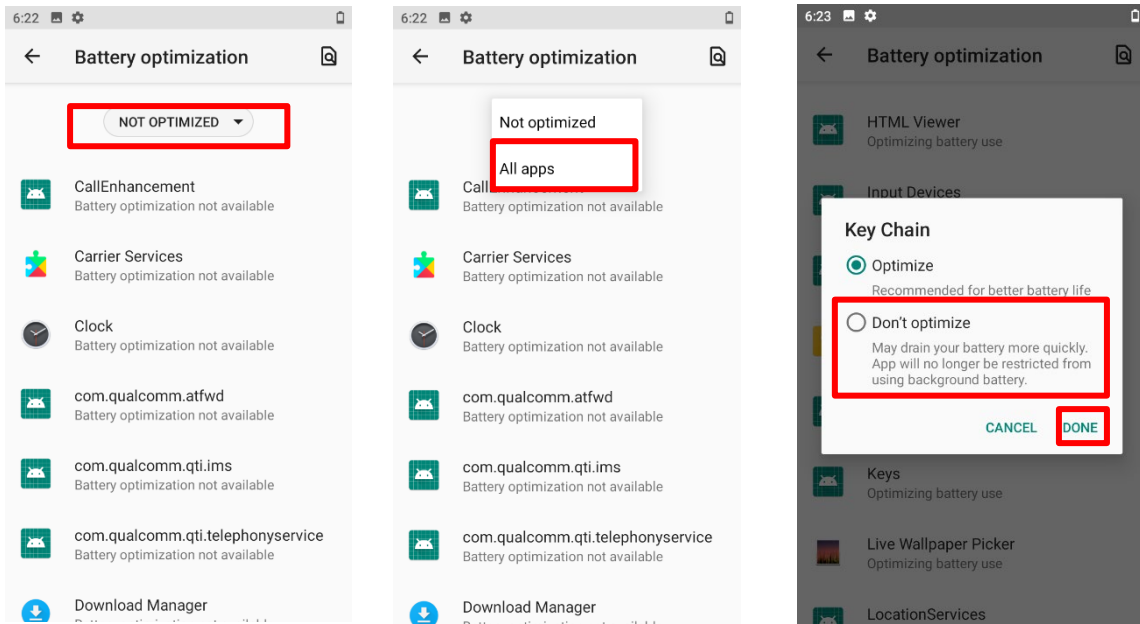 6:22
Battery optimization
NOT OPTIMIZED
CallEnhancement
Battery optimization not available
Carrier Services
Battery optimization not available
Clock
Battery optimization not available
com.qualcomm.atfwd
Battery optimization not available
com.qualcomm.qti.ims
Battery optimization not available
com.qualcomm.qti.telephonyservice
Battery optimization not available
Download Manager
6:22
Battery optimization
Not optimized
All apps
Battery optimization not available
Carrier Services
Battery optimization not available
Clock
Battery optimization not available
com.qualcomm.atfwd
Battery optimization not available
com.qualcomm.qti.ims
Battery optimization not available
com.qualcomm.qti.telephonyservice
Battery optimization not available
Download Manager
6:23
Battery optimization
HTML Viewer
Optimizing battery use
Input Devices
Key Chain
Optimize
Recommended for better battery life
Don't optimize
May drain your battery more quickly.
App will no longer be restricted from
using background battery.
CANCEL DONE
Keys
Optimizing battery use
Live Wallpaper Picker
Optimizing battery use
LocationServices